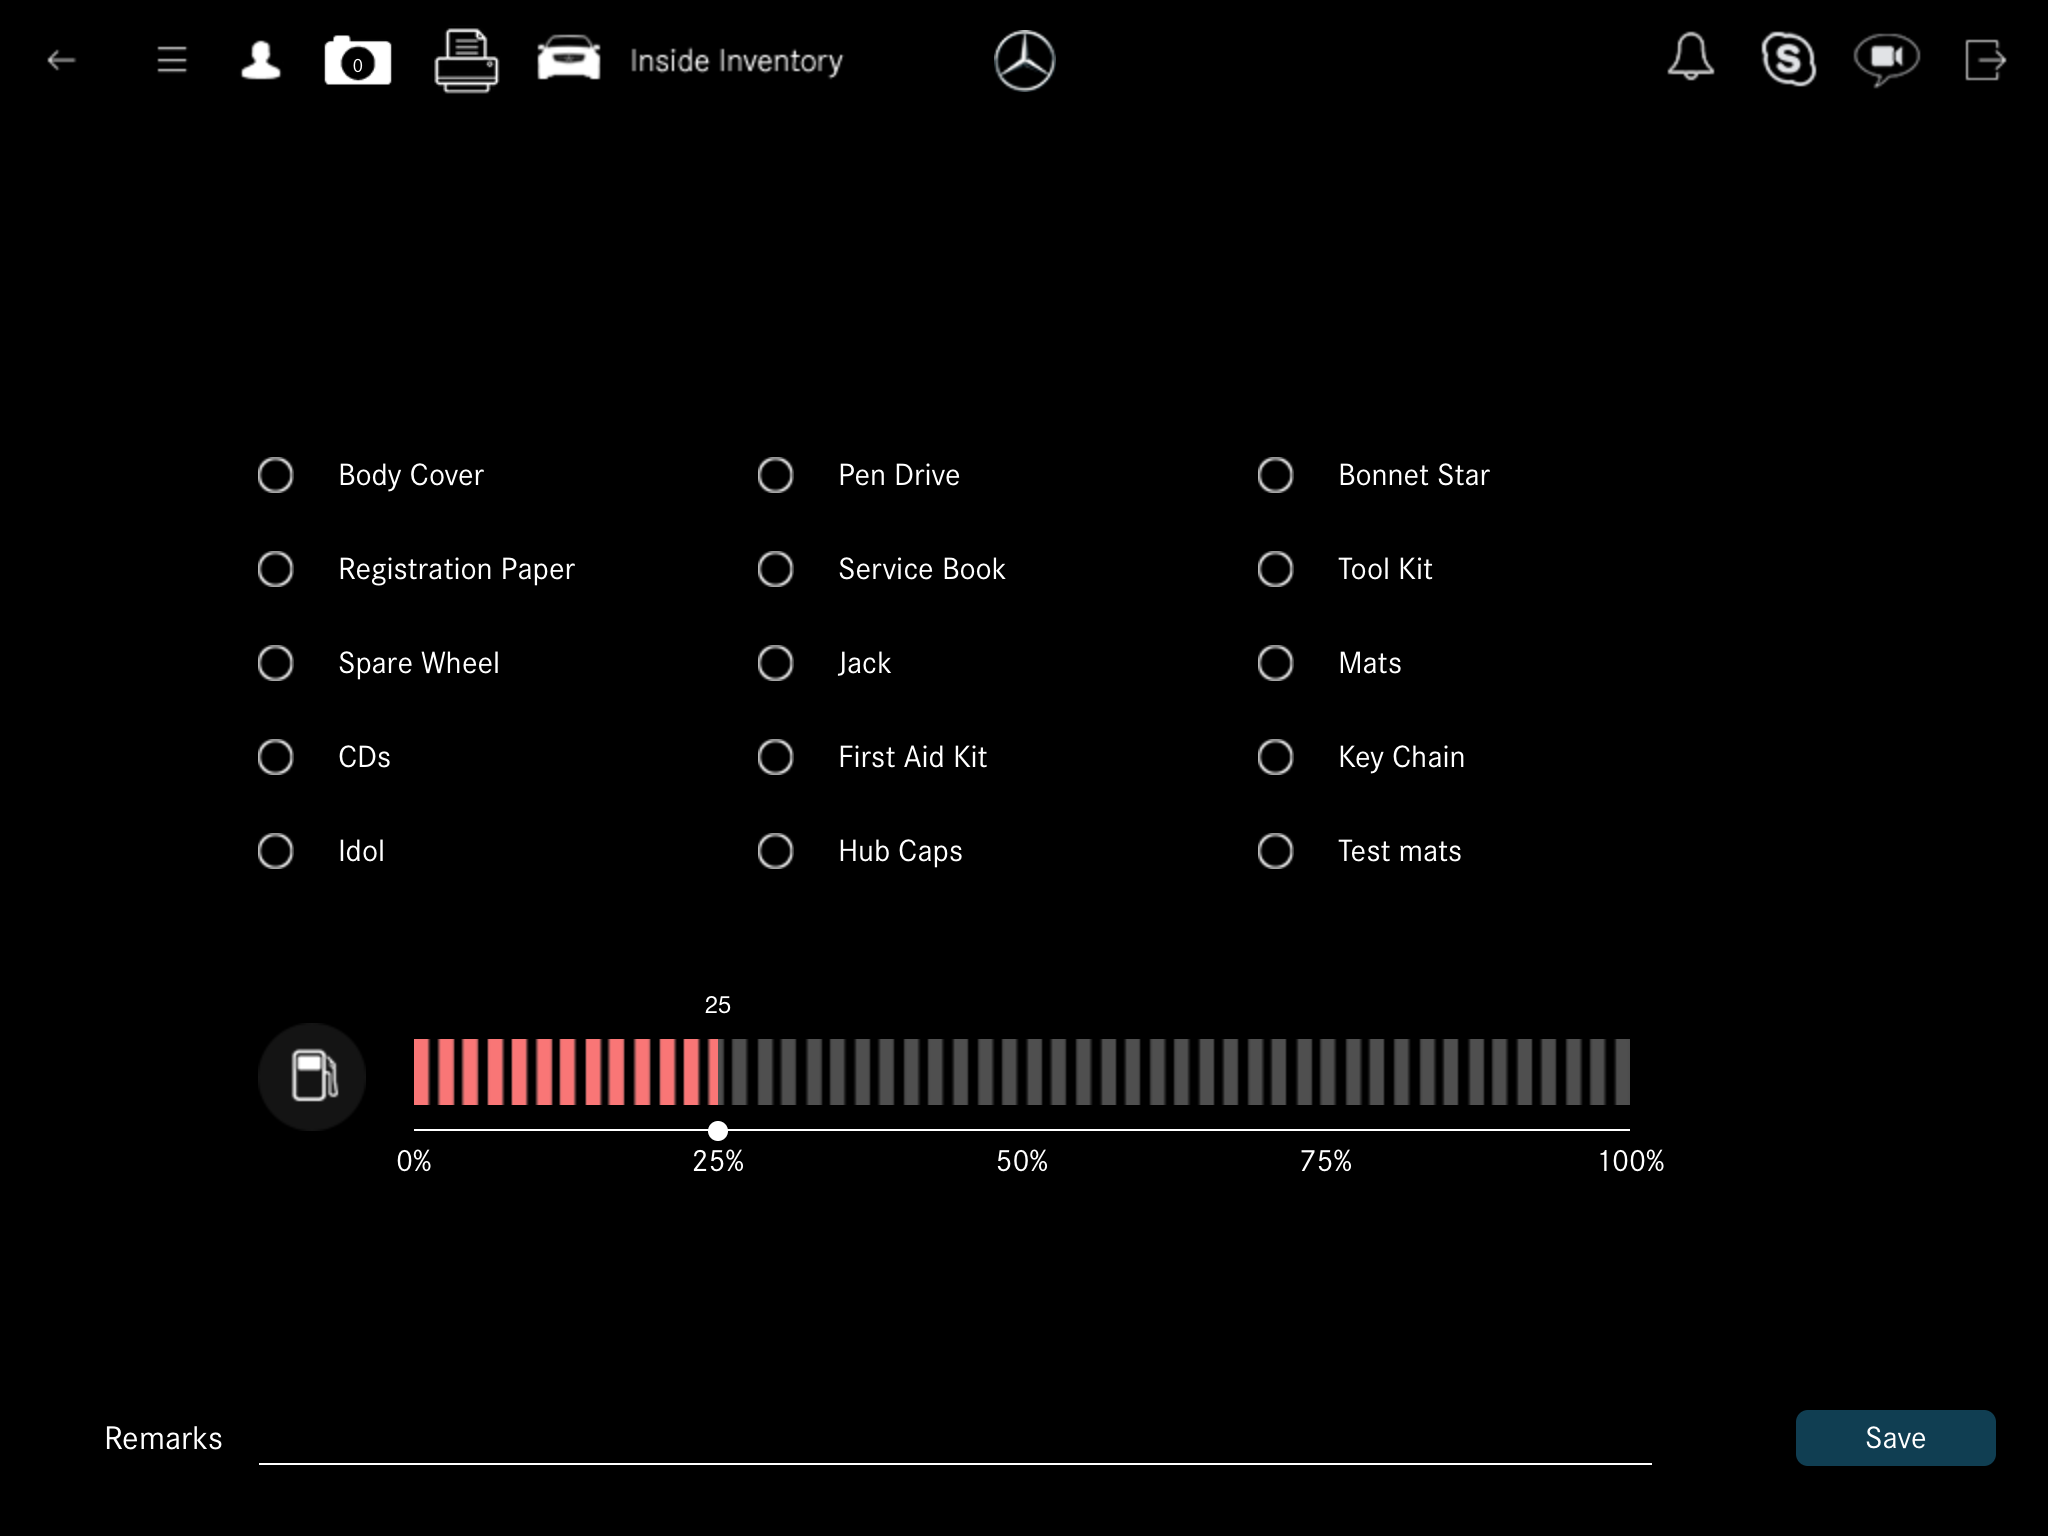 0 Inside Inventory S
Body Cover Pen Drive Bonnet Star
Registration Paper Service Book Tool Kit
Spare Wheel Jack Mats
CDs First Aid Kit Key Chain
Idol Hub Caps Test mats
25
0% 25% 50% 75% 100%
Remarks Save